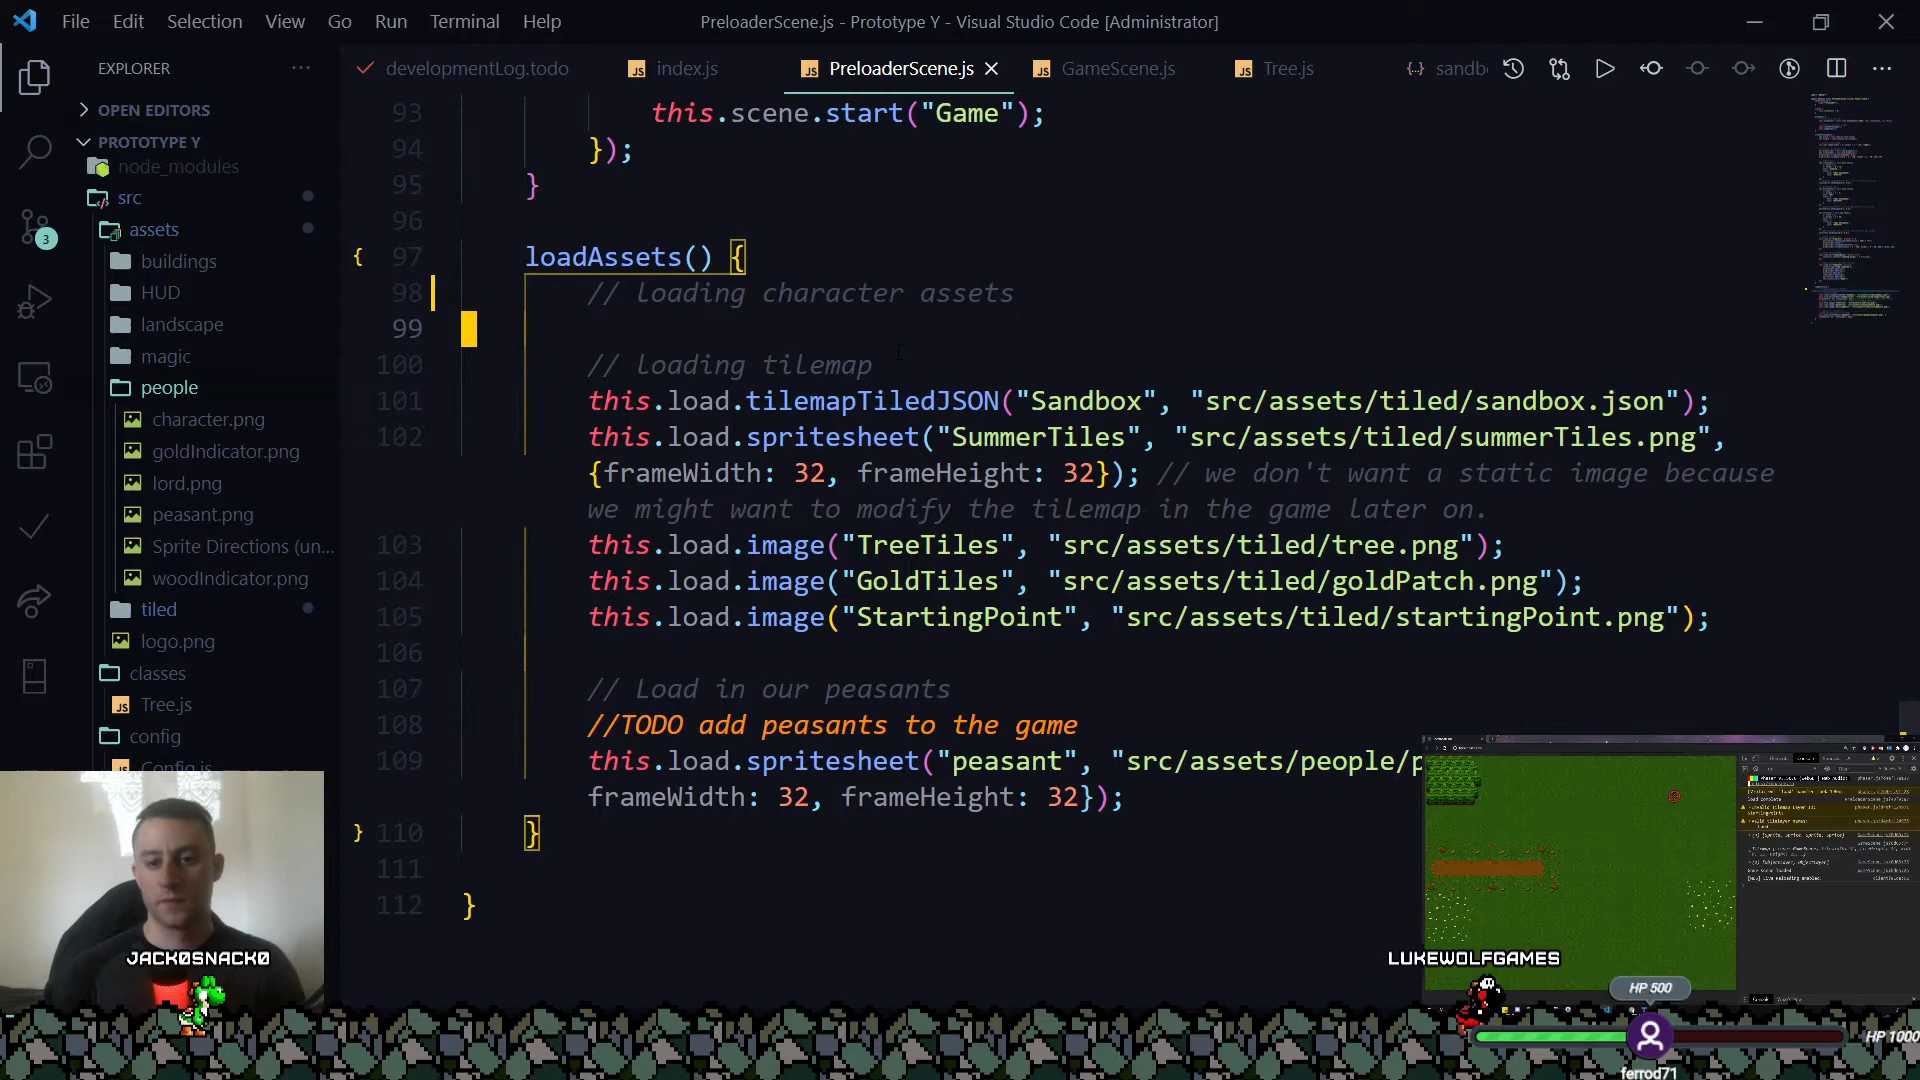 File Edit Selection View Go Run Terminal Help
PreloaderScene.js - Prototype Y - Visual Studio Code [Administrator]
EXPLORER
developmentLog.todo
index.js
PreloaderScene.js
GameScene.js
Tree.js
sandb
OPEN EDITORS
PROTOTYPE Y
node_modules
src
assets
buildings
HUD
landscape
magic
people
character.png
goldIndicator.png
lord.png
peasant.png
Sprite Directions (un...
woodIndicator.png
tiled
logo.png
classes
Tree.js
config
Config.js
3
93 this.scene.start("Game");
94 });
95 }
96
97 loadAssets() {
98 // loading character assets
99
100 // loading tilemap
101 this.load.tilemapTiledJSON("Sandbox", "src/assets/tiled/sandbox.json");
102 this.load.spritesheet("SummerTiles", "src/assets/tiled/summerTiles.png",
{frameWidth: 32, frameHeight: 32}); // we don't want a static image because
we might want to modify the tilemap in the game later on.
103 this.load.image("TreeTiles", "src/assets/tiled/tree.png");
104 this.load.image("GoldTiles", "src/assets/tiled/goldPatch.png");
105 this.load.image("StartingPoint", "src/assets/tiled/startingPoint.png");
106
107 // Load in our peasants
108 //TODO add peasants to the game
109 this.load.spritesheet("peasant", "src/assets/people/p
frameWidth: 32, frameHeight: 32});
110 }
111
112 }
JACK0SNACK0
LUKEWOLFGAMES
HP 500
HP 1000
ferrod71